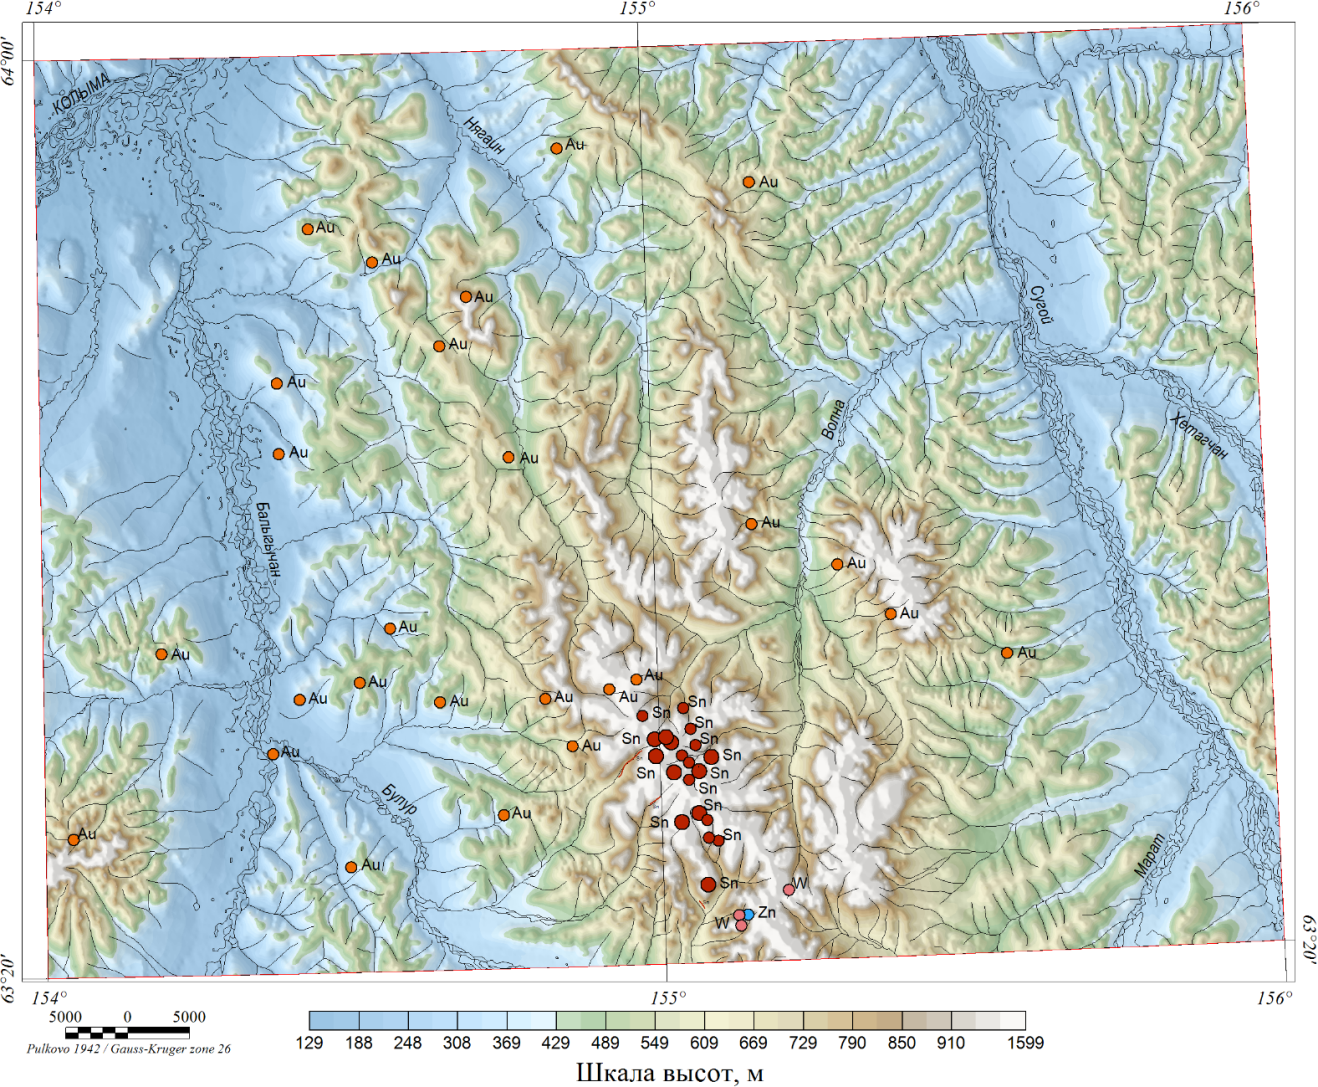 154°
155°
156°
64°00'
КОЛЫМА
Нягаин
Au
Au
Au
Au
Au
Au
Сугой
Au
Au
Волна
Хетагчан
Au
Au
Балыгычан
Au
Au
Au
Au
Au
Au
Au
Au
Au
Au
Au
Au
Sn
Sn
Sn
Sn
Au
Au
Sn
Sn
Sn
Sn
Булур
Au
Sn
Sn
Au
Sn
Марат
Au
Sn
W
Zn
W
63°20'
63°20'
154°
155°
156°
5000 0 5000
Pulkovo 1942 / Gauss-Kruger zone 26
129 188 248 308 369 429 489 549 609 669 729 790 850 910 1599
Шкала высот, м